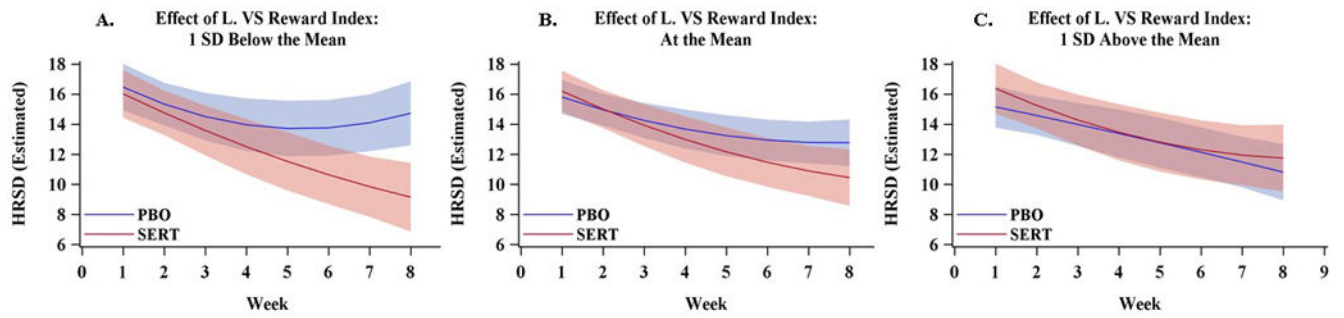 A.
Effect of L. VS Reward Index:
1 SD Below the Mean
HRSD (Estimated)
18
16
14
12
10
8
6
PBO
SERT
0 1 2 3 4 5 6 7 8
Week
B.
Effect of L. VS Reward Index:
At the Mean
HRSD (Estimated)
18
16
14
12
10
8
6
PBO
SERT
0 1 2 3 4 5 6 7 8
Week
C.
Effect of L. VS Reward Index:
1 SD Above the Mean
HRSD (Estimated)
18
16
14
12
10
8
6
PBO
SERT
0 1 2 3 4 5 6 7 8 9
Week